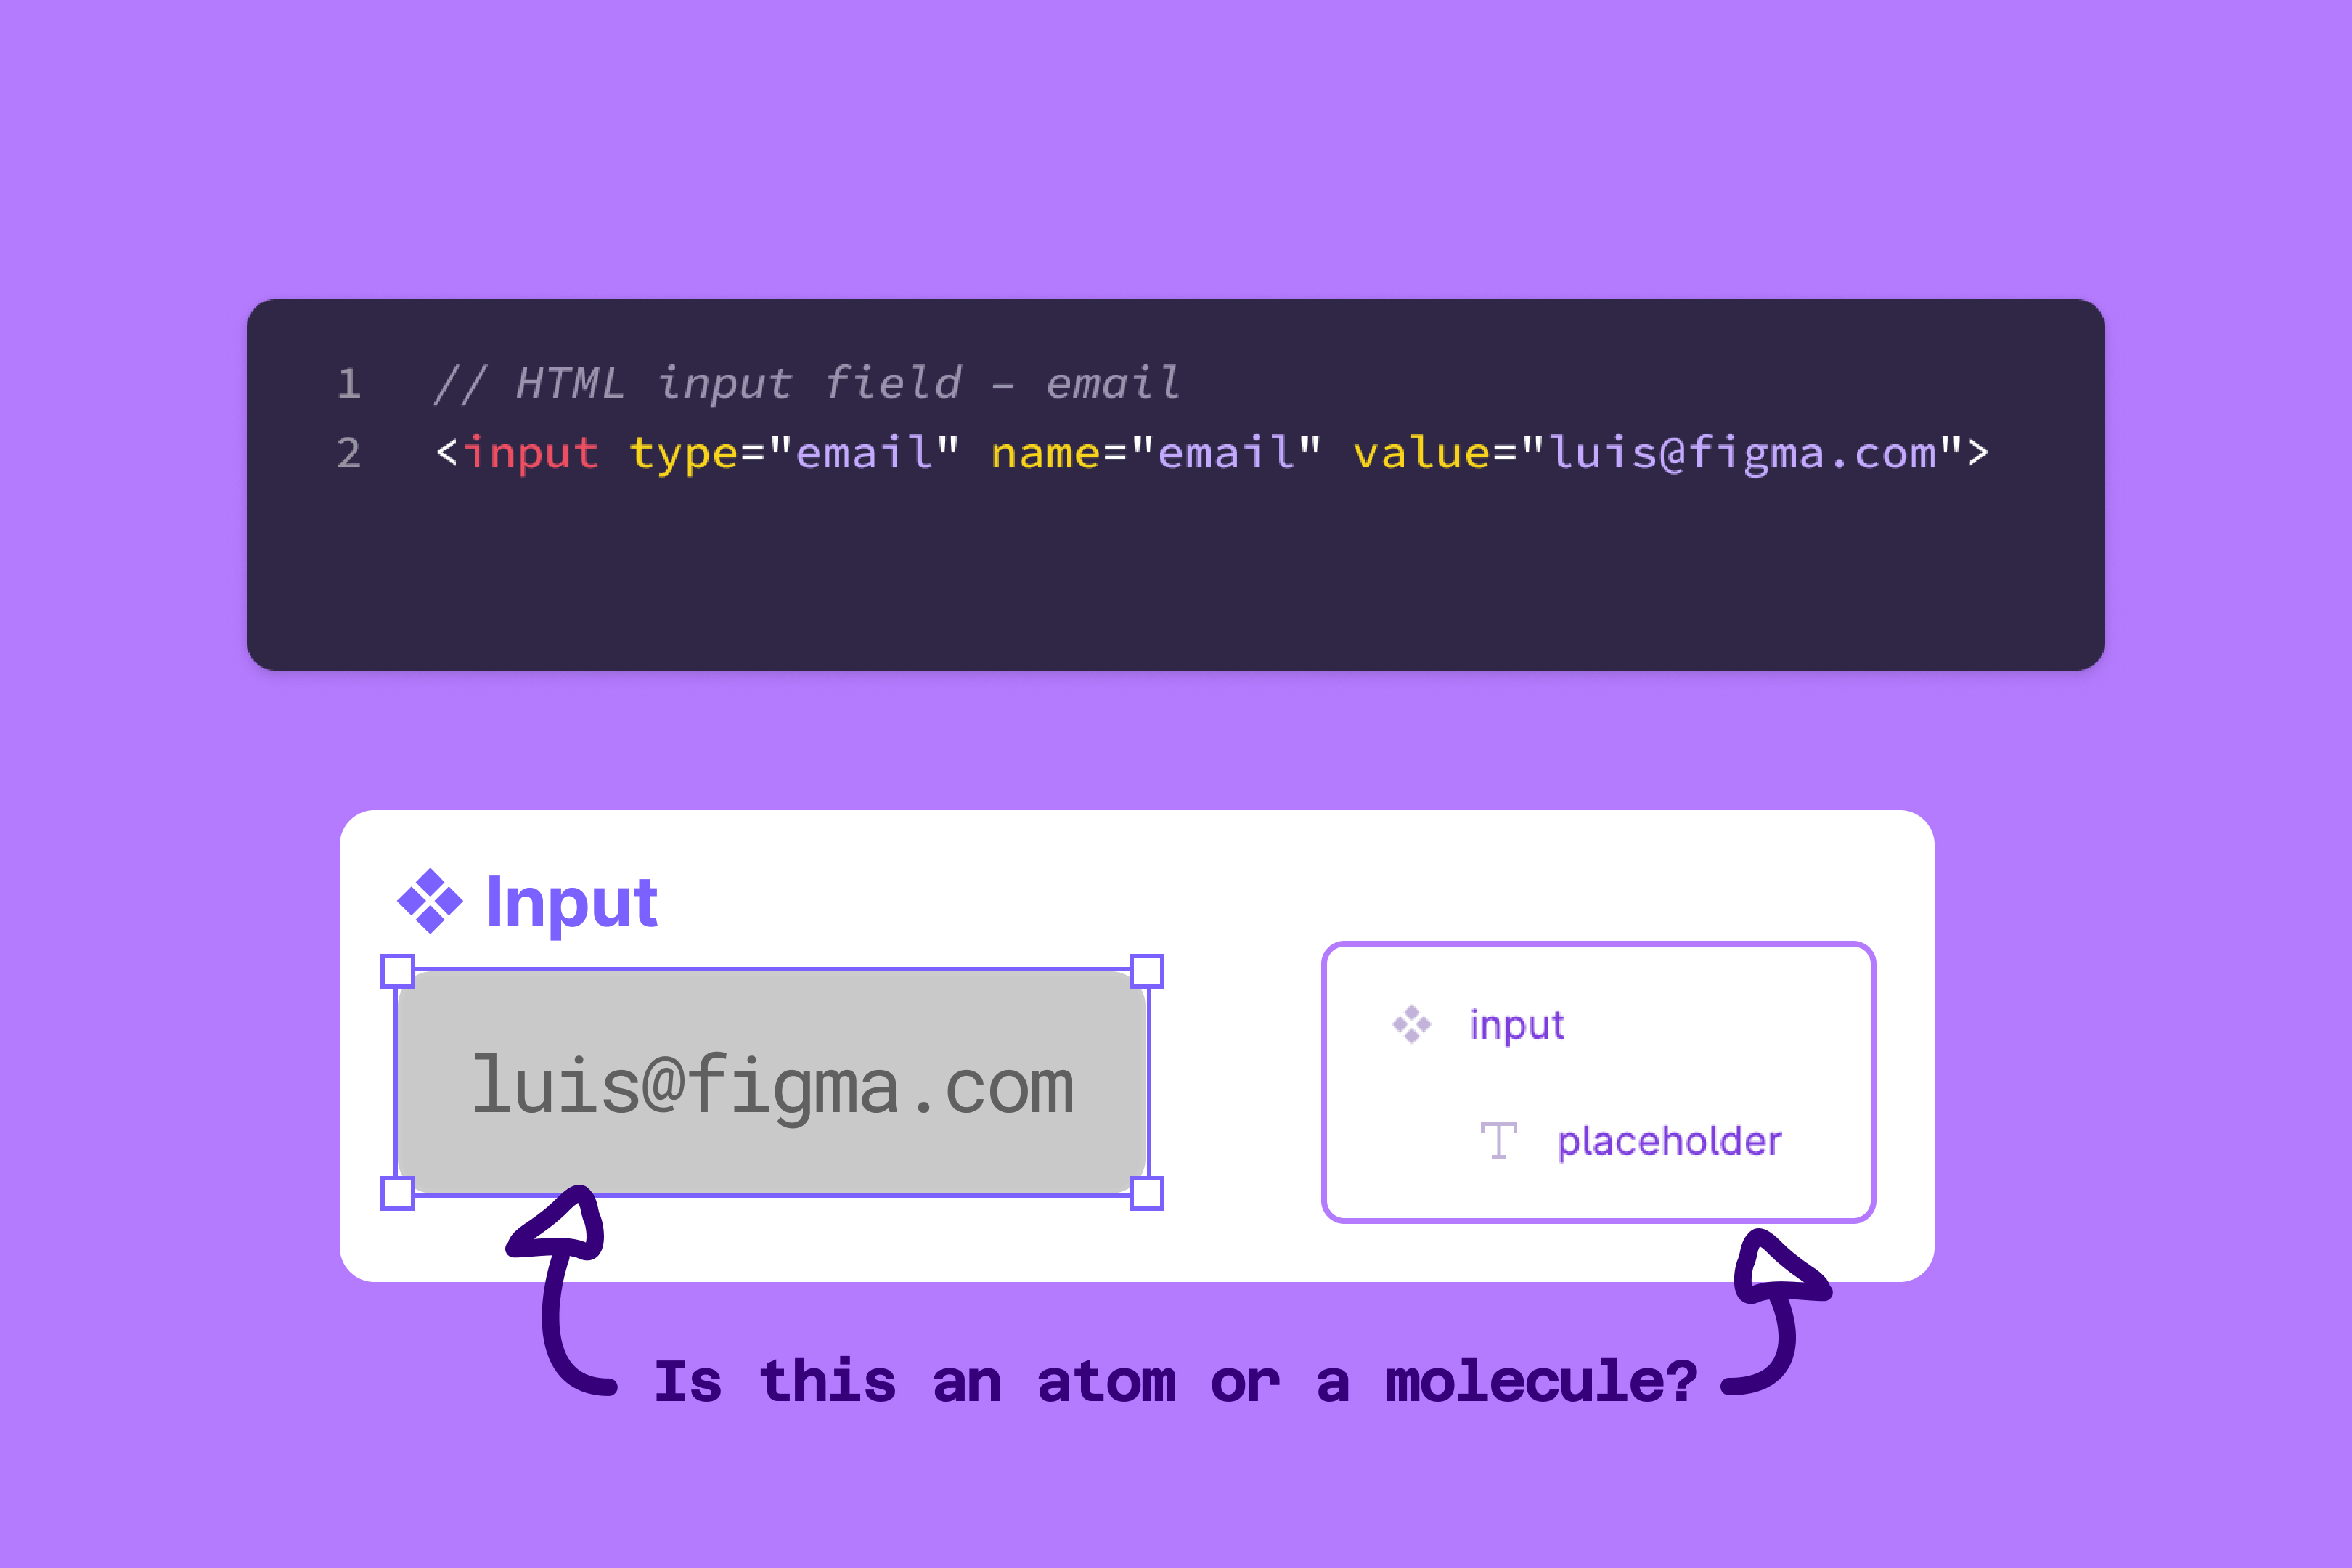 1 // HTML input field – email
2 <input type="email" name="email" value="luis@figma.com">
Input
luis@figma.com
input
placeholder
Is this an atom or a molecule?